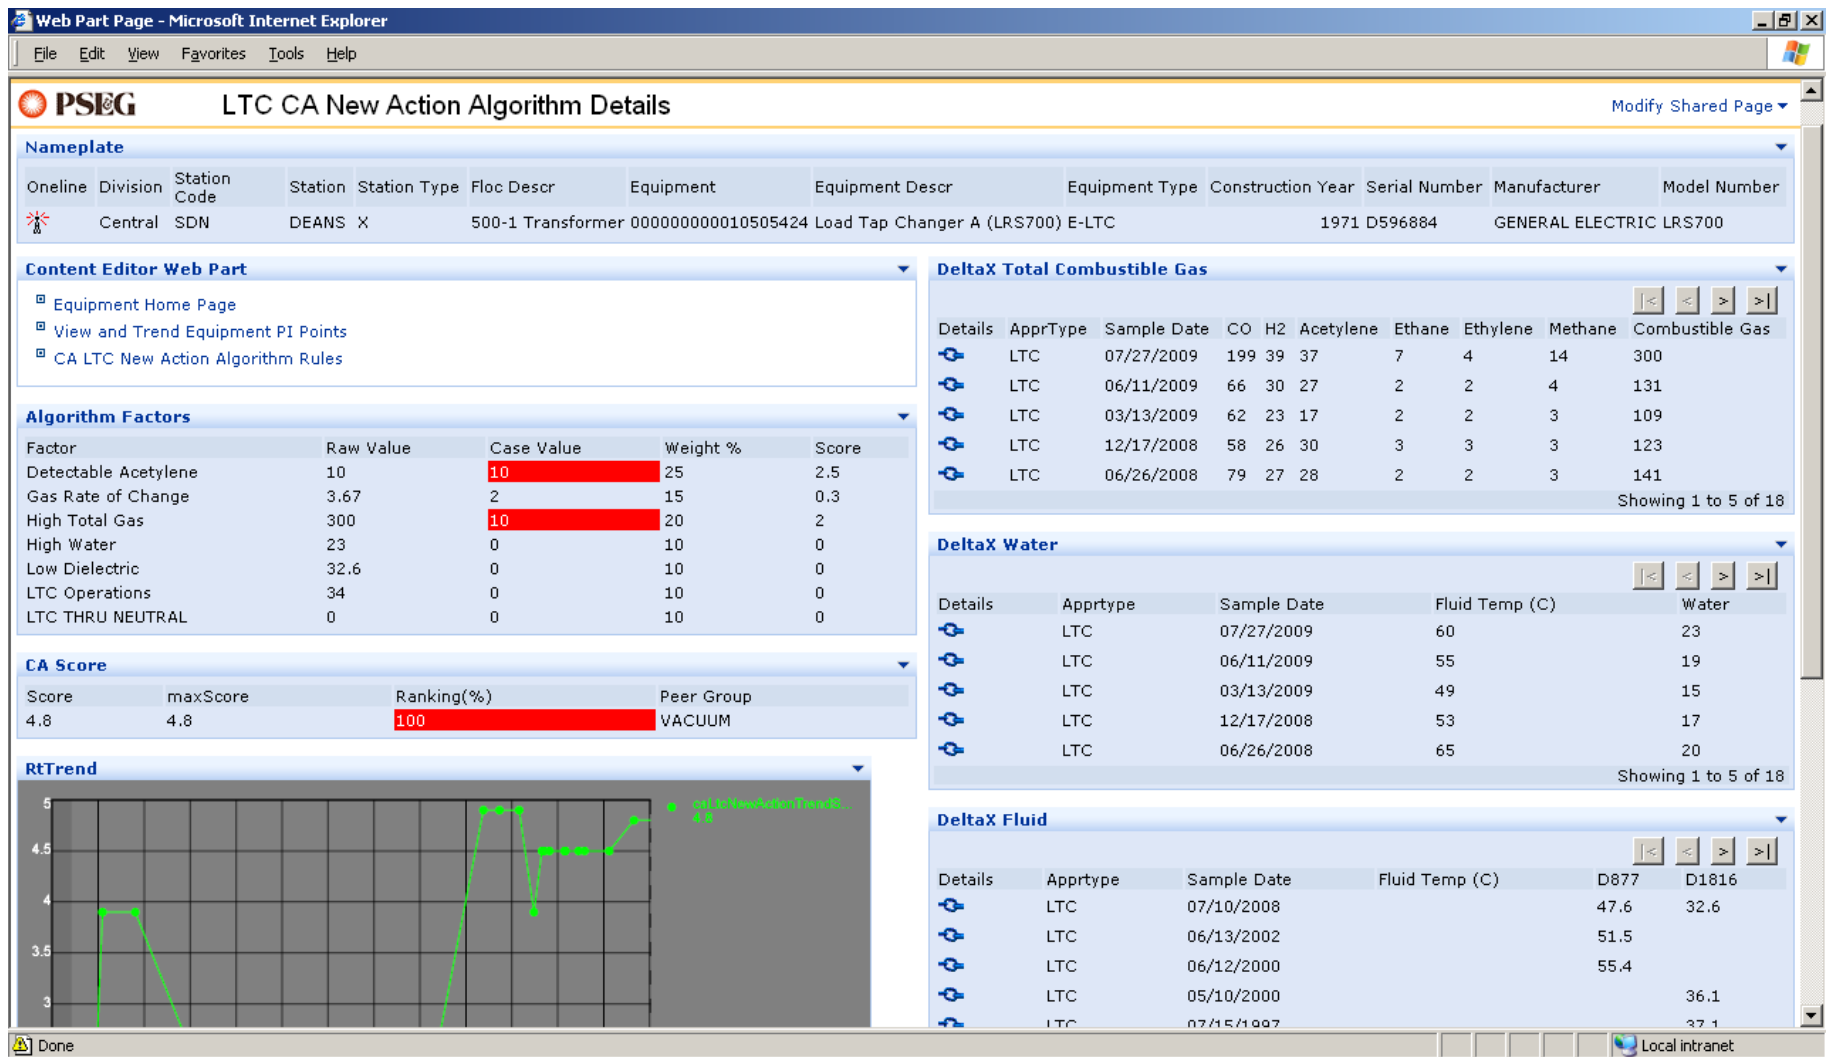 Web Part Page - Microsoft Internet Explorer
File Edit View Favorites Tools Help
PSEG LTC CA New Action Algorithm Details Modify Shared Page
Nameplate
Oneline Division Station Code Station Station Type Floc Descr Equipment Equipment Descr Equipment Type Construction Year Serial Number Manufacturer Model Number
Central SDN DEANS X 500-1 Transformer 000000000010505424 Load Tap Changer A (LRS700) E-LTC 1971 D596884 GENERAL ELECTRIC LRS700
Content Editor Web Part
Equipment Home Page
View and Trend Equipment PI Points
CA LTC New Action Algorithm Rules
Algorithm Factors
Factor Raw Value Case Value Weight % Score
Detectable Acetylene 10 10 25 2.5
Gas Rate of Change 3.67 2 15 0.3
High Total Gas 300 10 20 2
High Water 23 0 10 0
Low Dielectric 32.6 0 10 0
LTC Operations 34 0 10 0
LTC THRU NEUTRAL 0 0 10 0
CA Score
Score maxScore Ranking(%) Peer Group
4.8 4.8 100 VACUUM
RtTrend
5
4.5
4
3.5
3
caLtcNewActionTrendS...
4.8
DeltaX Total Combustible Gas
|< < > >|
Details ApprType Sample Date CO H2 Acetylene Ethane Ethylene Methane Combustible Gas
LTC 07/27/2009 199 39 37 7 4 14 300
LTC 06/11/2009 66 30 27 2 2 4 131
LTC 03/13/2009 62 23 17 2 2 3 109
LTC 12/17/2008 58 26 30 3 3 3 123
LTC 06/26/2008 79 27 28 2 2 3 141
Showing 1 to 5 of 18
DeltaX Water
|< < > >|
Details Apprtype Sample Date Fluid Temp (C) Water
LTC 07/27/2009 60 23
LTC 06/11/2009 55 19
LTC 03/13/2009 49 15
LTC 12/17/2008 53 17
LTC 06/26/2008 65 20
Showing 1 to 5 of 18
DeltaX Fluid
|< < > >|
Details Apprtype Sample Date Fluid Temp (C) D877 D1816
LTC 07/10/2008 47.6 32.6
LTC 06/13/2002 51.5
LTC 06/12/2000 55.4
LTC 05/10/2000 36.1
LTC 07/15/1997 37.1
Done Local intranet